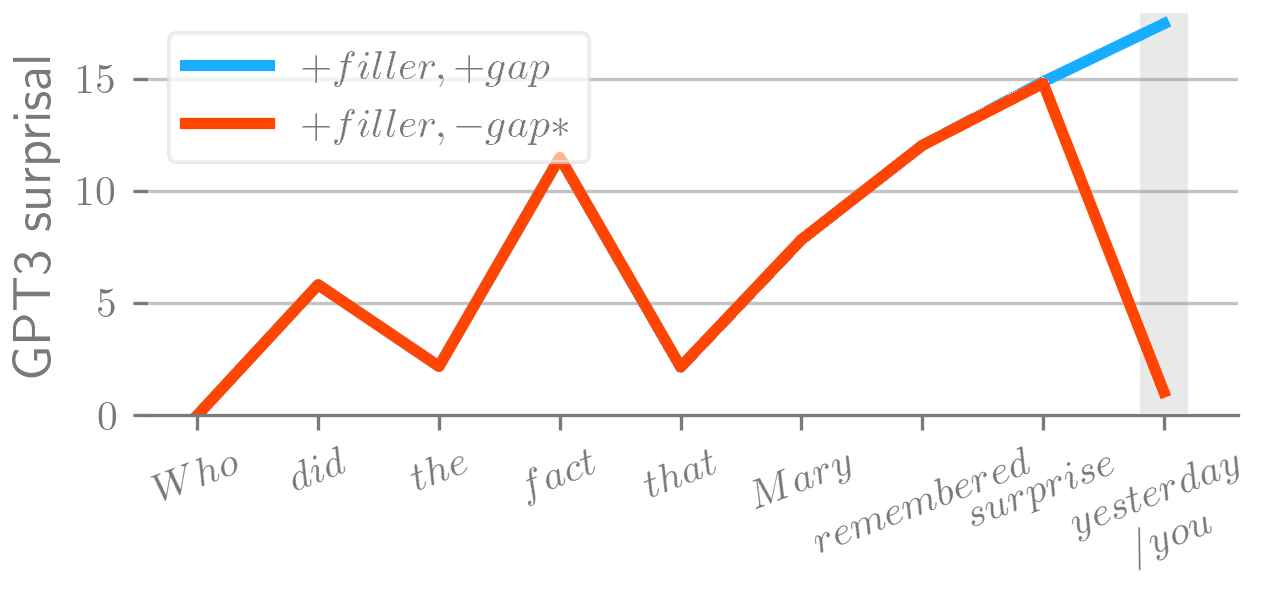 GPT3 surprisal
15
10
5
0
+filler, +gap
+filler, −gap*
Who
did
the
fact
that
Mary
remembered
surprise
yesterday
|you